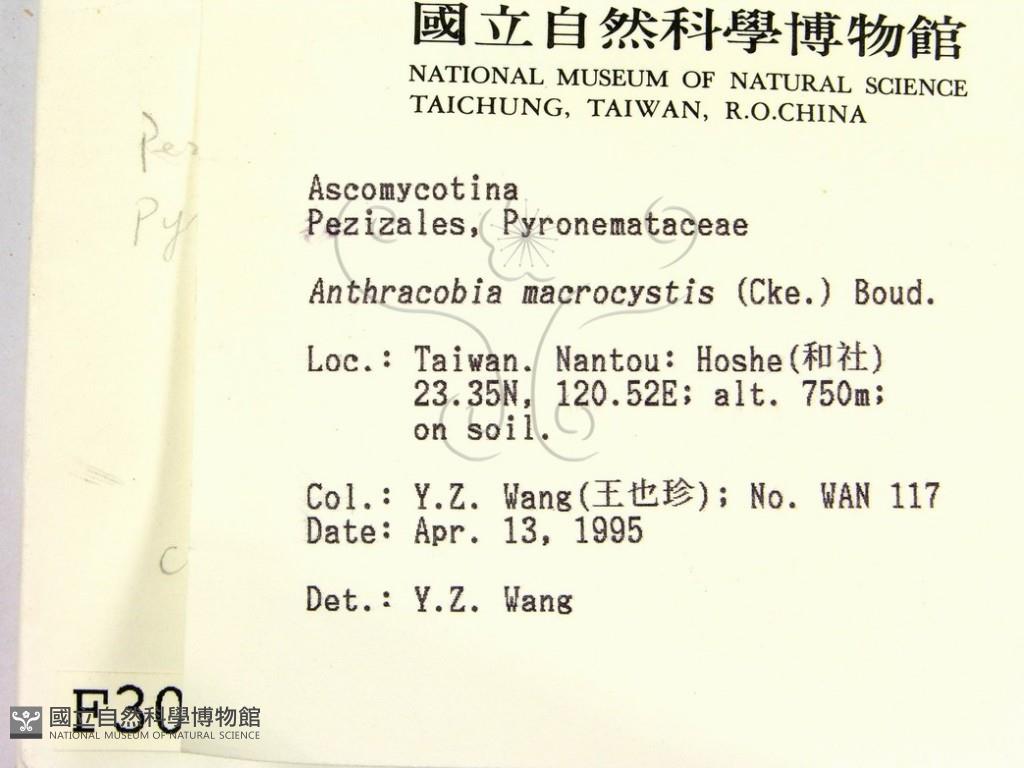 國立自然科學博物館
NATIONAL MUSEUM OF NATURAL SCIENCE
TAICHUNG, TAIWAN, R.O.CHINA
Pez
Py
Ascomycotina
Pezizales, Pyronemataceae
Anthracobia macrocystis (Cke.) Boud.
Loc.: Taiwan. Nantou: Hoshe(和社)
23.35N, 120.52E; alt. 750m;
on soil.
Col.: Y.Z. Wang(王也珍); No. WAN 117
Date: Apr. 13, 1995
C
Det.: Y.Z. Wang
F30
國立自然科學博物館
NATIONAL MUSEUM OF NATURAL SCIENCE